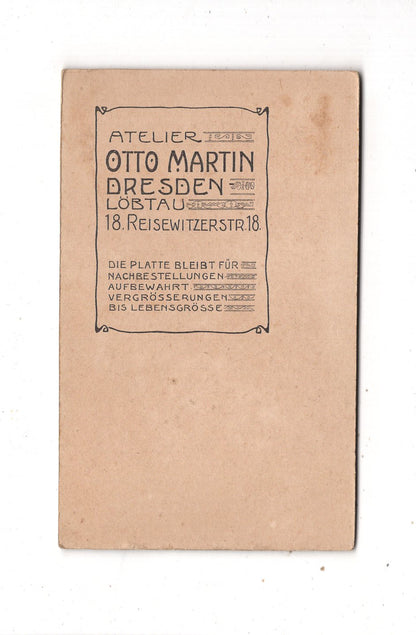 ATELIER
OTTO MARTIN
DRESDEN
LÖBTAU
18. REISEWITZERSTR. 18.
DIE PLATTE BLEIBT FÜR
NACHBESTELLUNGEN
AUFBEWAHRT
VERGRÖSSERUNGEN
BIS LEBENSGRÖSSE